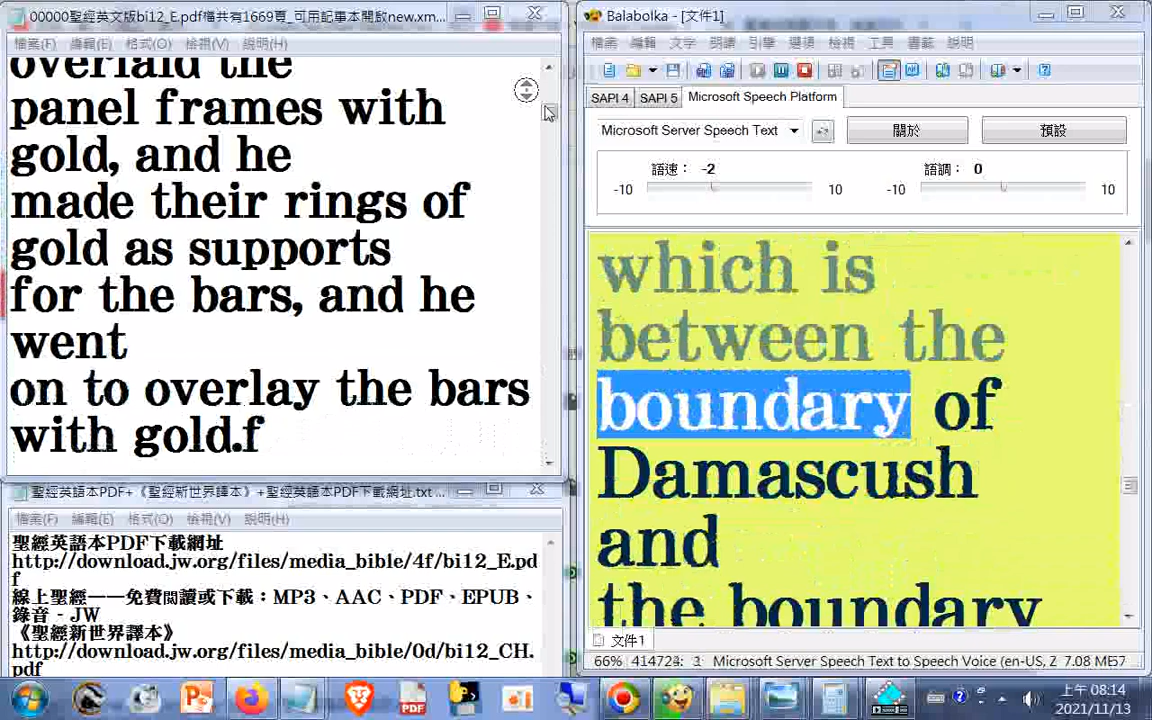 00000聖經英文版bi12_E.pdf檔共有1669頁_可用記事本開啟new.xm...
檔案(F) 編輯(E) 格式(O) 檢視(V) 說明(H)
overlaid the
panel frames with
gold, and he
made their rings of
gold as supports
for the bars, and he
went
on to overlay the bars
with gold.f
聖經英語本PDF+《聖經新世界譯本》+聖經英語本PDF下載網址.txt ...
檔案(F) 編輯(E) 格式(O) 檢視(V) 說明(H)
聖經英語本PDF下載網址
http://download.jw.org/files/media_bible/4f/bi12_E.pd
f
線上聖經——免費閱讀或下載：MP3、AAC、PDF、EPUB、
錄音 - JW
《聖經新世界譯本》
http://download.jw.org/files/media_bible/0d/bi12_CH.
pdf
Balabolka - [文件1]
檔案 編輯 文字 朗讀 引擎 選項 檢視 工具 書籤 說明
SAPI 4 SAPI 5 Microsoft Speech Platform
Microsoft Server Speech Text 關於 預設
語速： -2 語調： 0
-10 10 -10 10
which is
between the
boundary of
Damascush
and
the boundary
文件1
66% 414724: 1 Microsoft Server Speech Text to Speech Voice (en-US, Z 7.08 ME
上午 08:14
2021/11/13